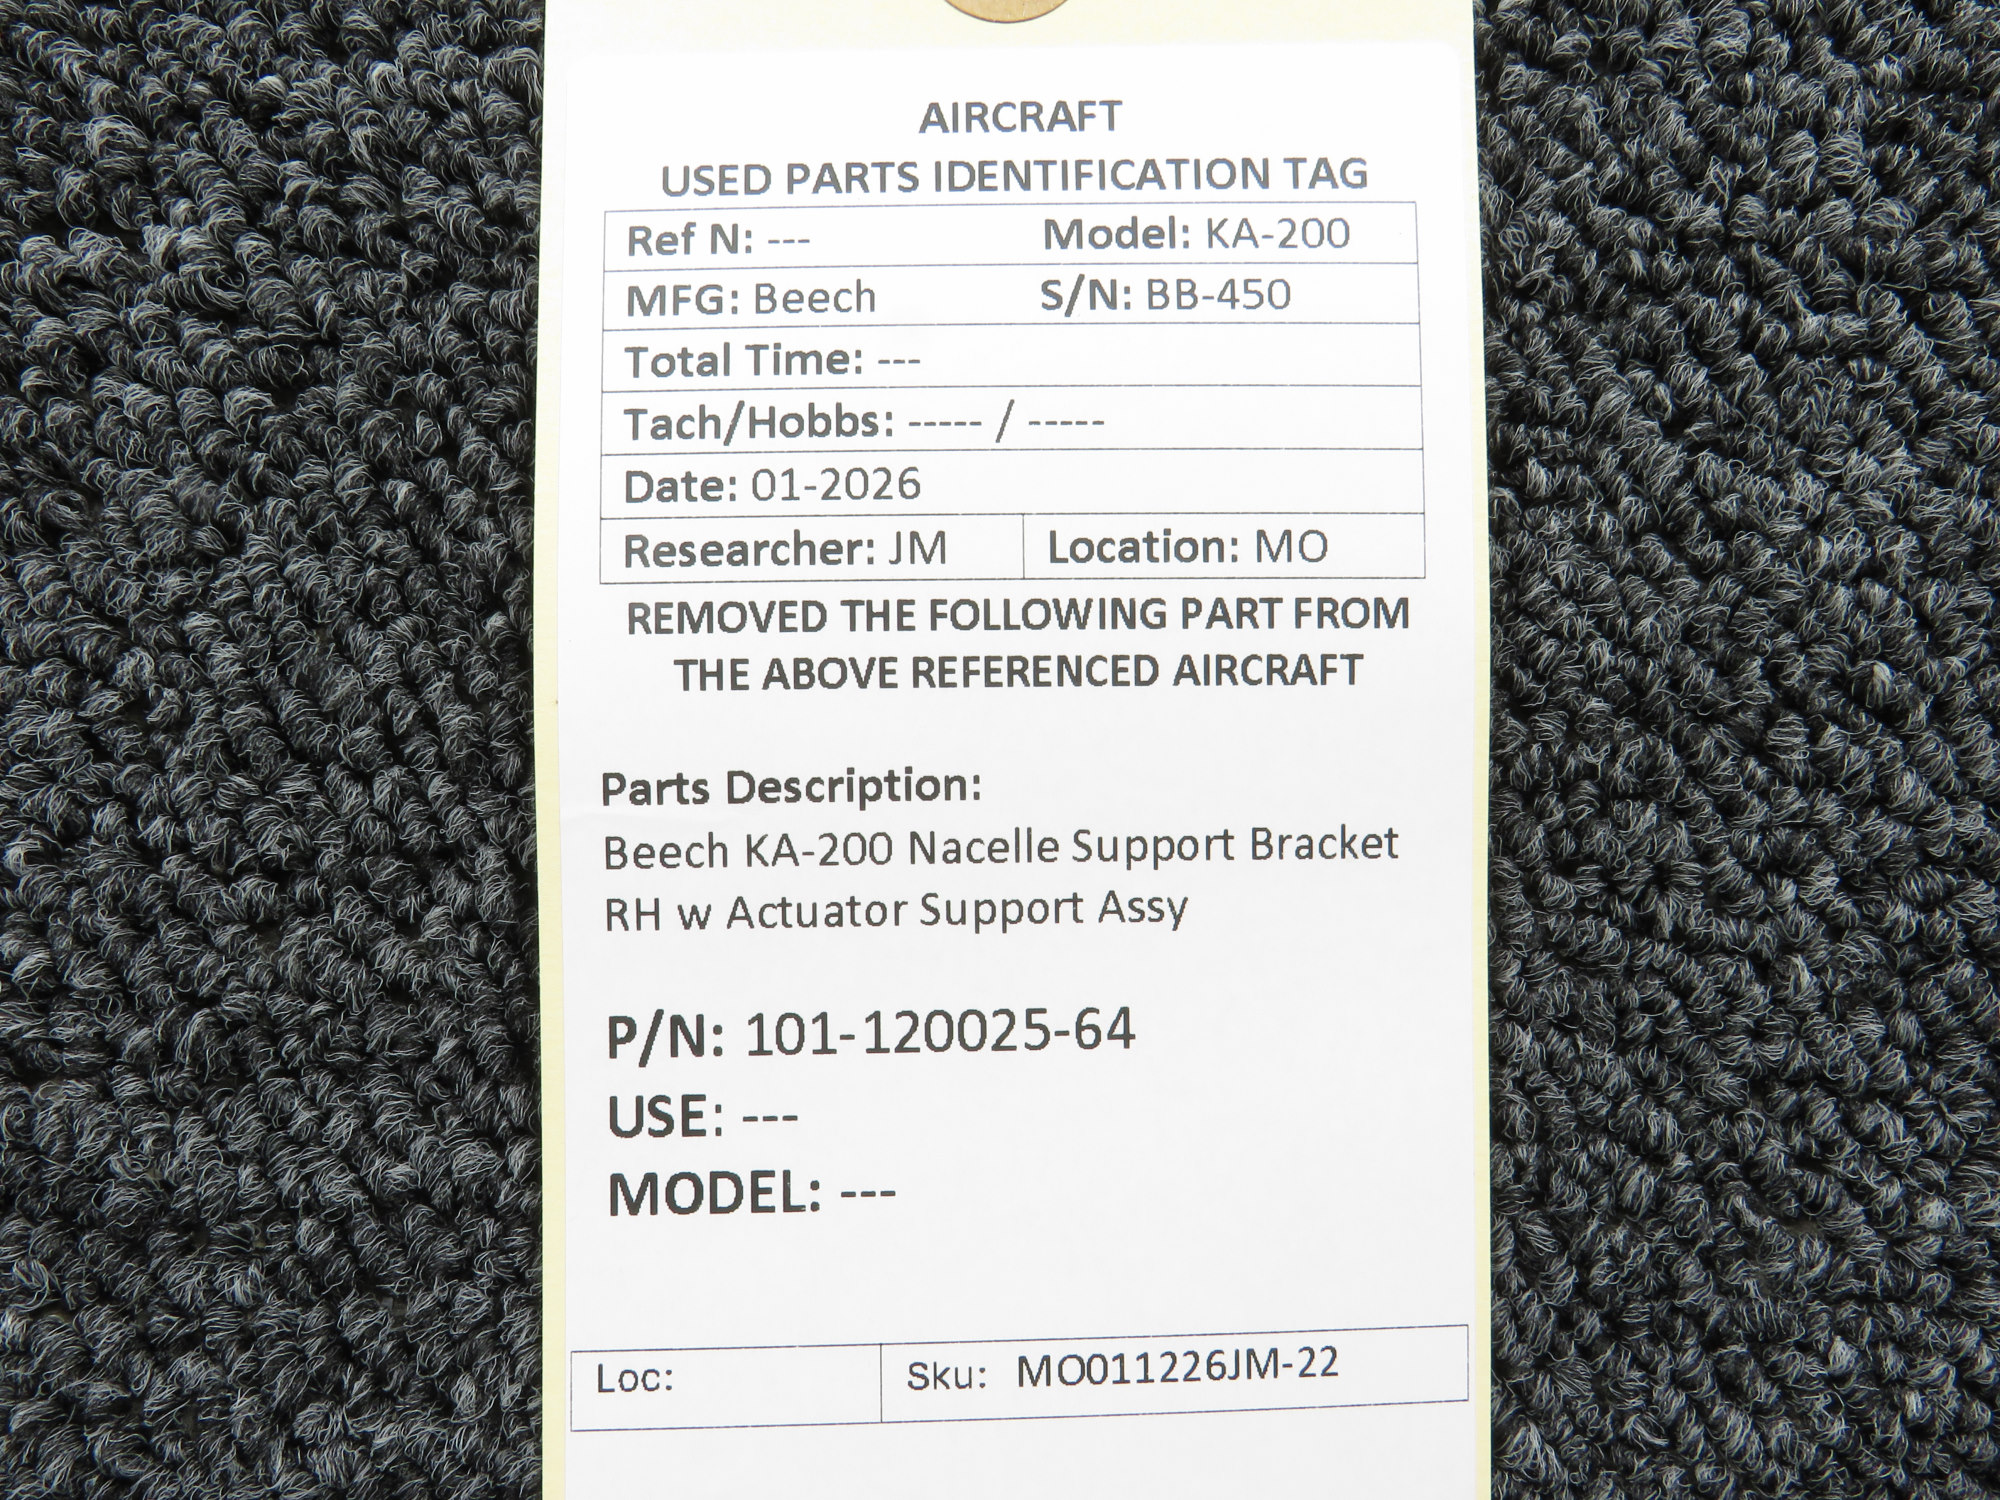 AIRCRAFT
USED PARTS IDENTIFICATION TAG
Ref N: --- Model: KA-200
MFG: Beech S/N: BB-450
Total Time: ---
Tach/Hobbs: ----- / -----
Date: 01-2026
Researcher: JM Location: MO
REMOVED THE FOLLOWING PART FROM
THE ABOVE REFERENCED AIRCRAFT
Parts Description:
Beech KA-200 Nacelle Support Bracket
RH w Actuator Support Assy
P/N: 101-120025-64
USE: ---
MODEL: ---
Loc: Sku: MO011226JM-22